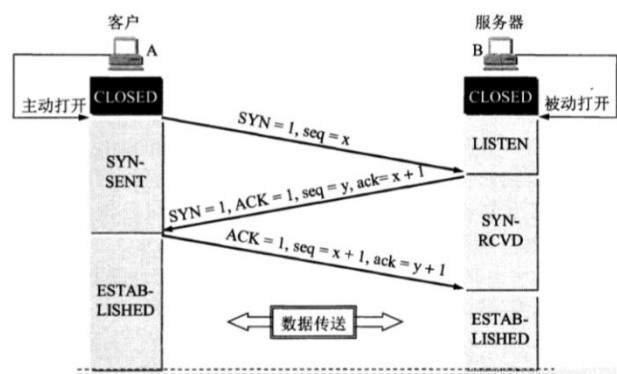 客户
服务器
A
B
CLOSED
CLOSED
主动打开
被动打开
SYN = 1, seq = x
LISTEN
SYN-
SENT
SYN = 1, ACK = 1, seq = y, ack= x + 1
SYN-
RCVD
ACK = 1, seq = x + 1, ack = y + 1
ESTAB-
LISHED
数据传送
ESTAB-
LISHED